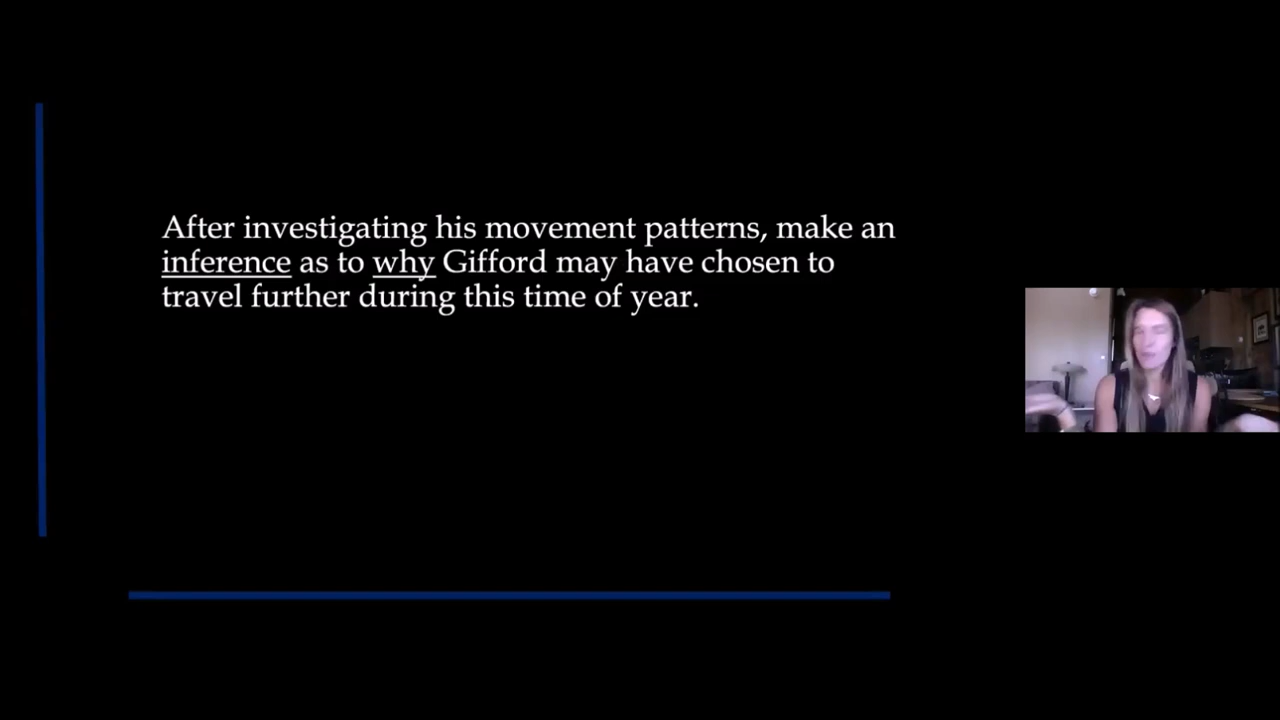 After investigating his movement patterns, make an
inference as to why Gifford may have chosen to
travel further during this time of year.